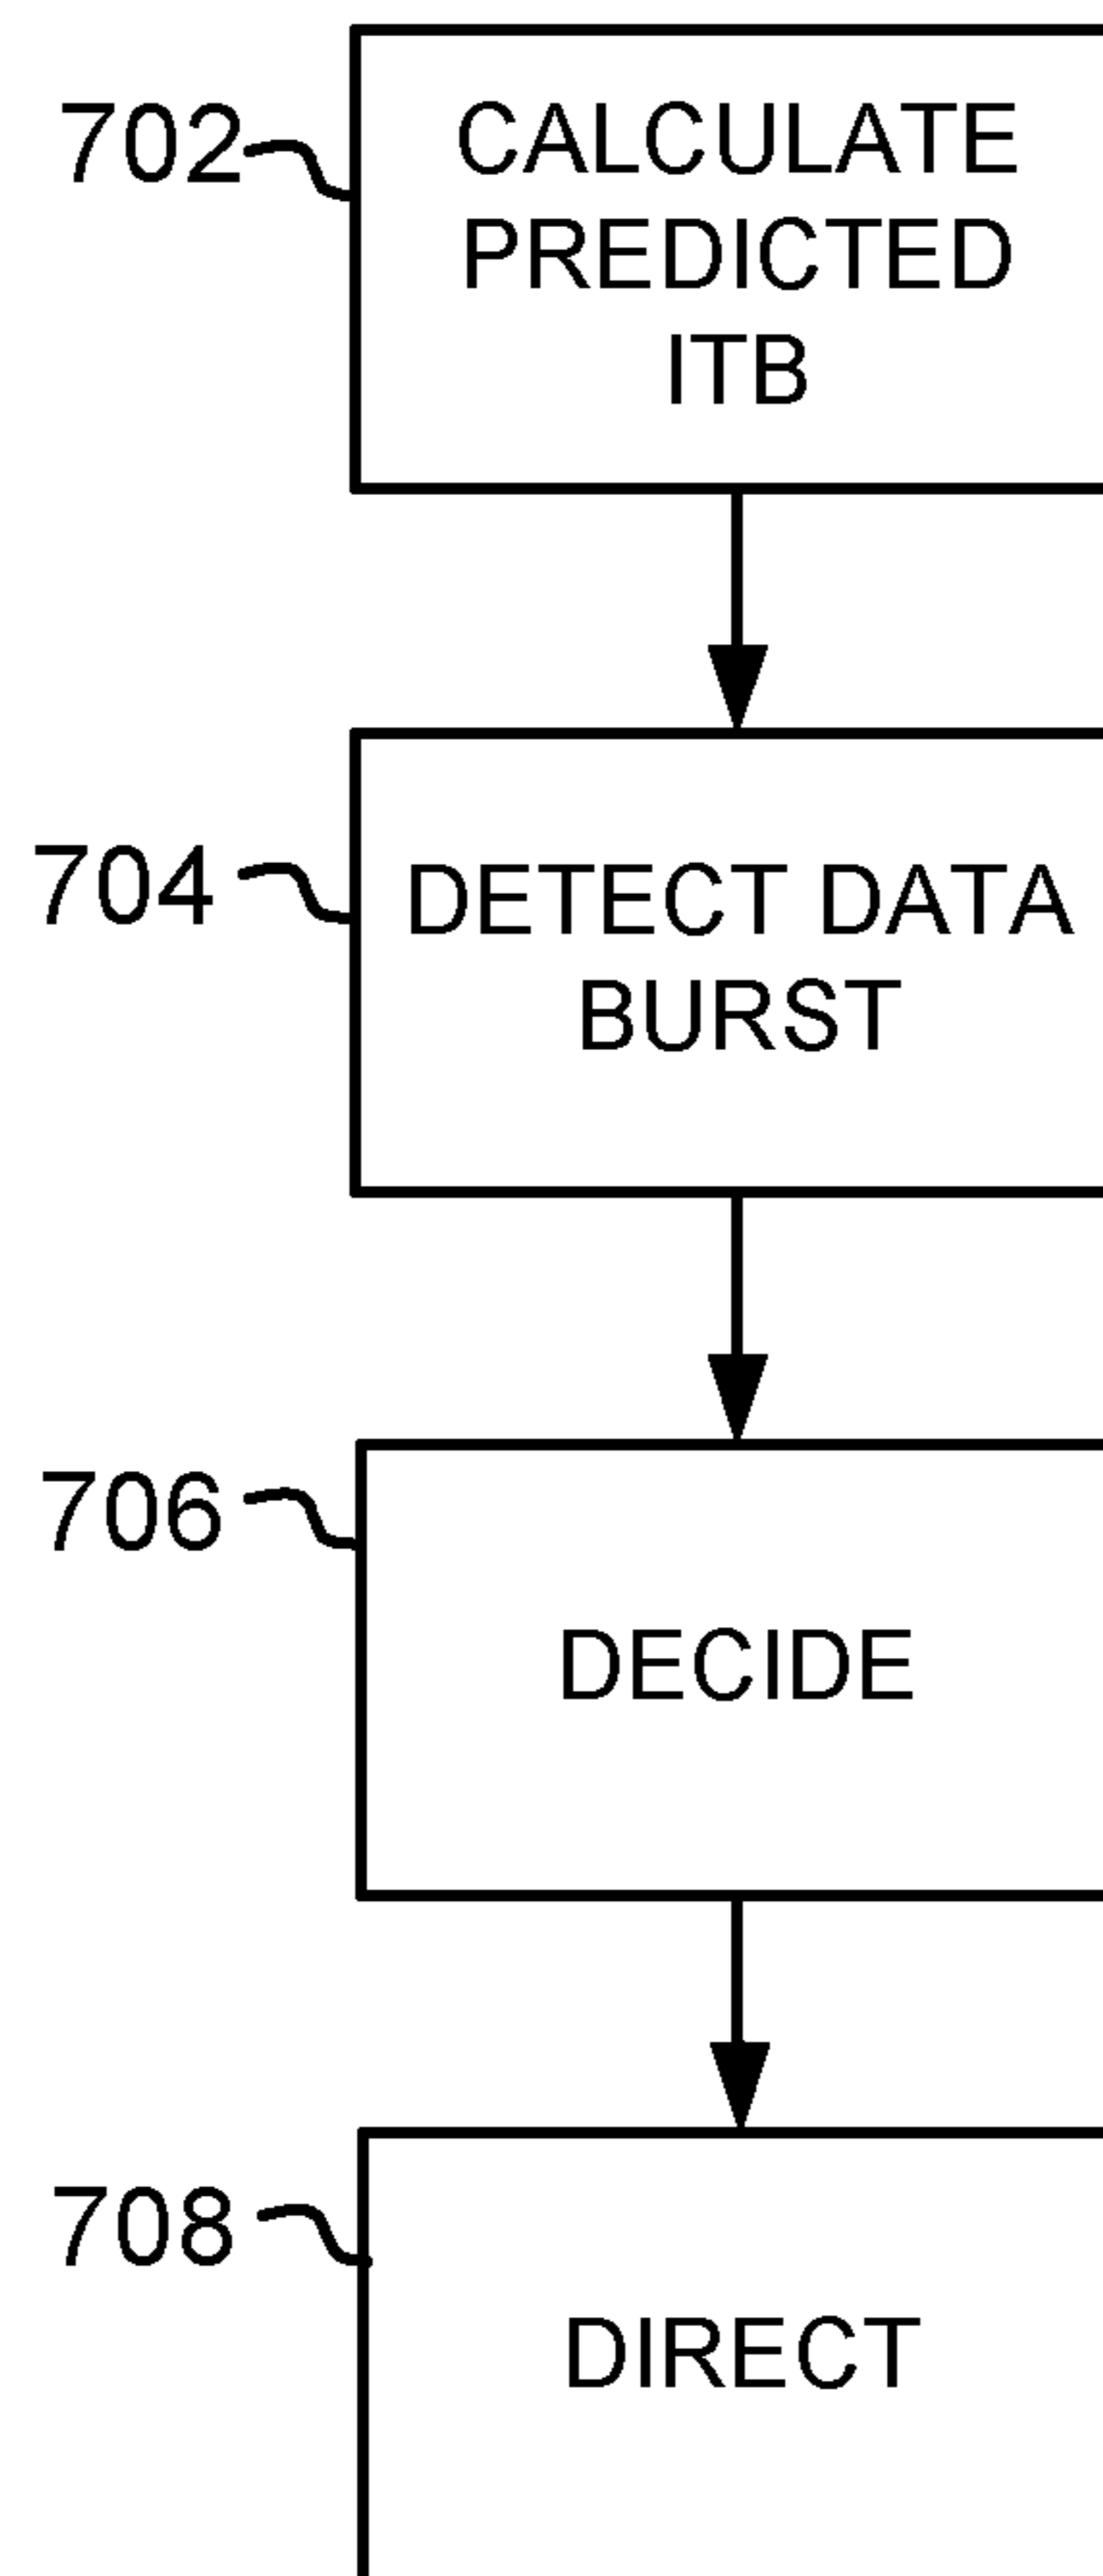 702
CALCULATE
PREDICTED
ITB
704
DETECT DATA
BURST
706
DECIDE
708
DIRECT